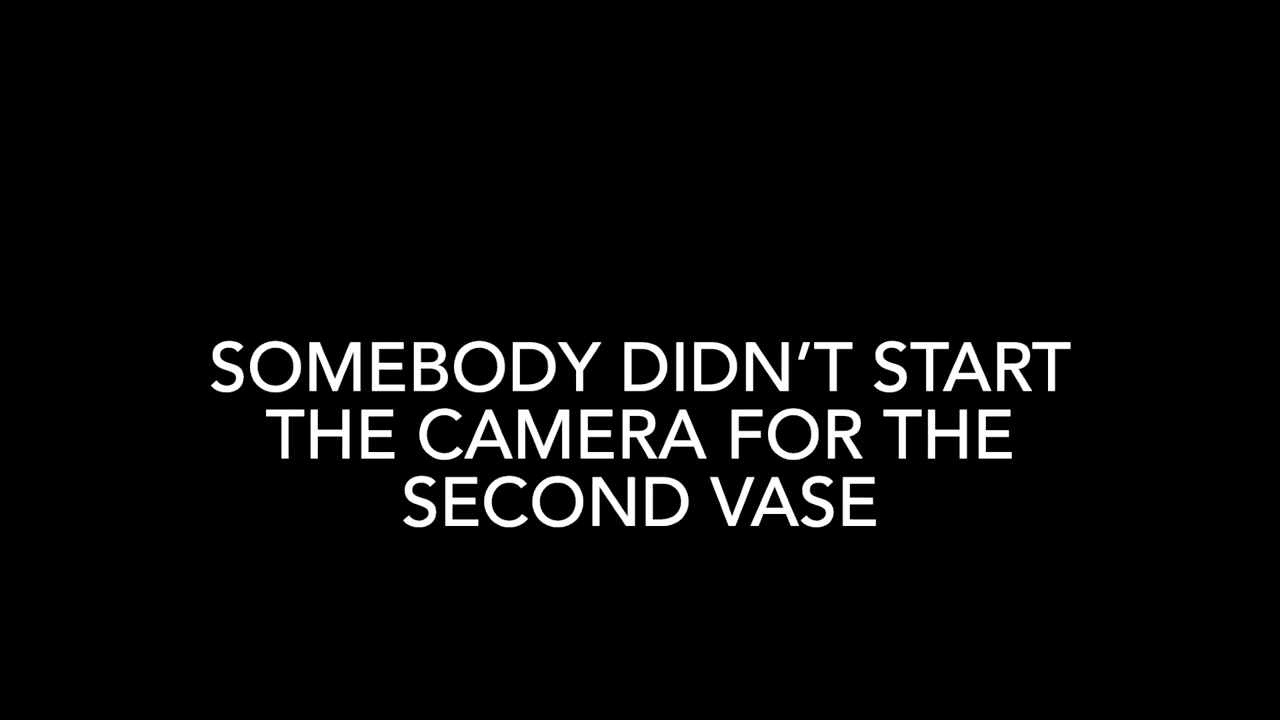 SOMEBODY DIDN’T START
THE CAMERA FOR THE
SECOND VASE